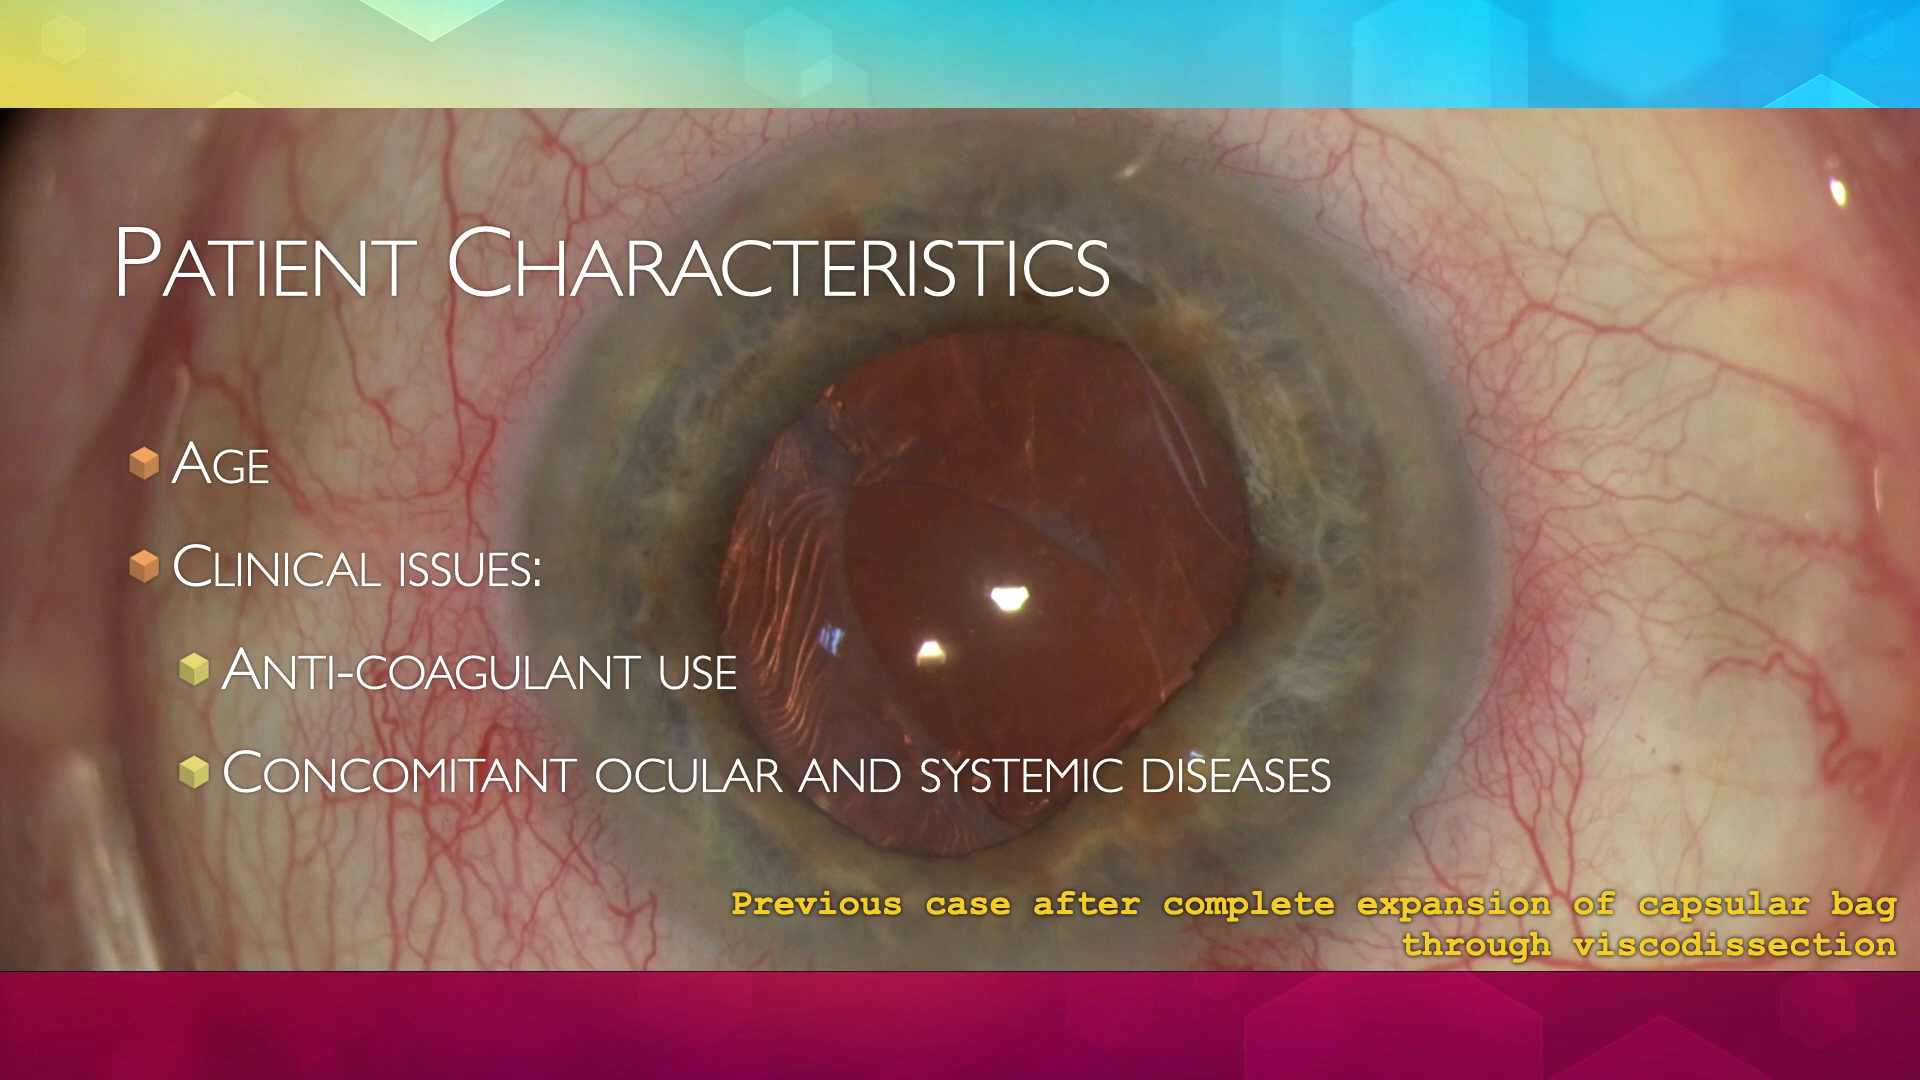 Patient Characteristics
Age
Clinical issues:
Anti-coagulant use
Concomitant ocular and systemic diseases
Previous case after complete expansion of capsular bag
through viscodissection